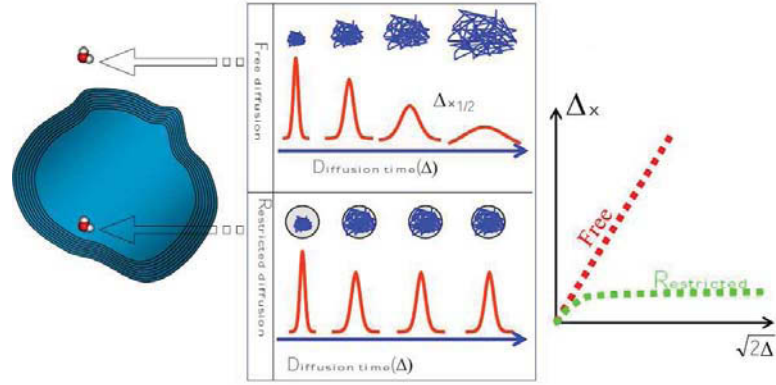 Free diffusion
Δx1/2
Diffusion time(Δ)
Restricted diffusion
Diffusion time(Δ)
Δx
Free
Restricted
√2Δ